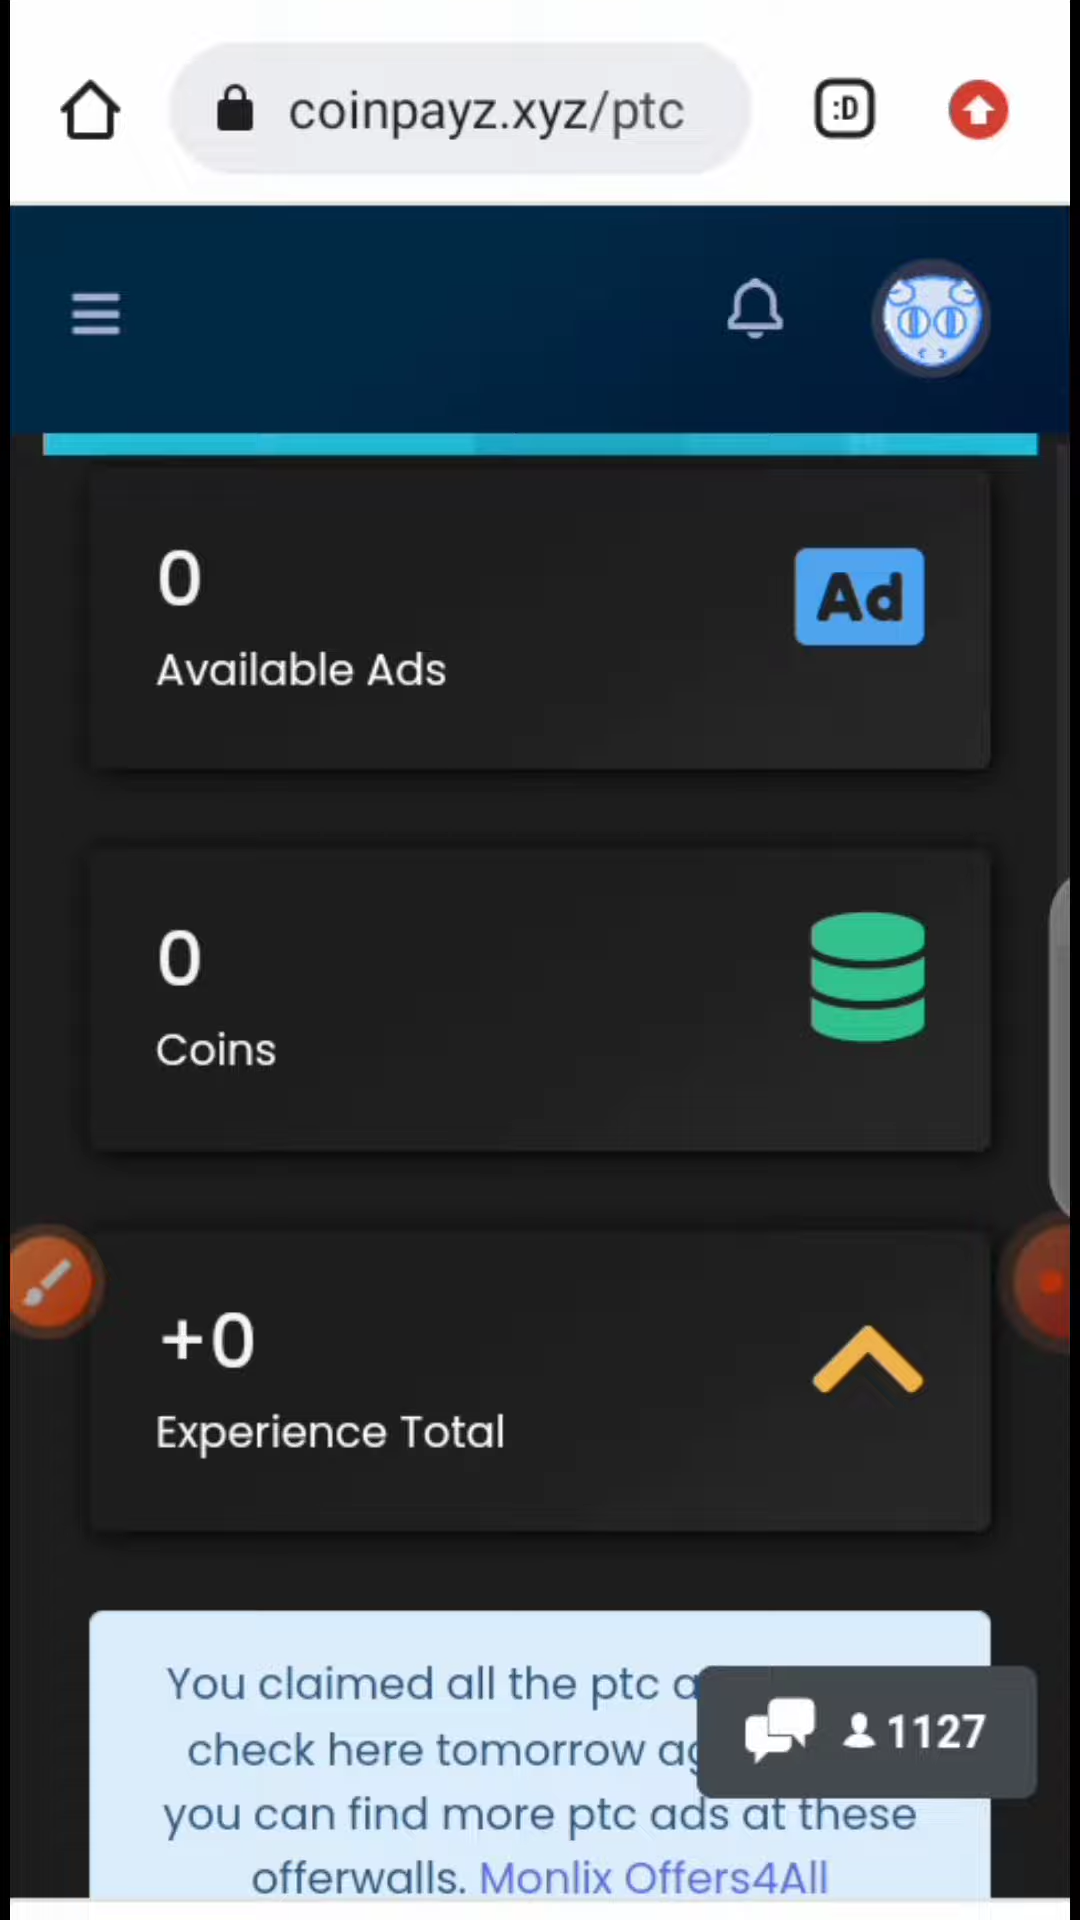 coinpayz.xyz/ptc
:D
0
Ad
Available Ads
0
Coins
+0
Experience Total
You claimed all the ptc
check here tomorrow
1127
you can find more ptc ads at these
offerwalls. Monlix Offers4All